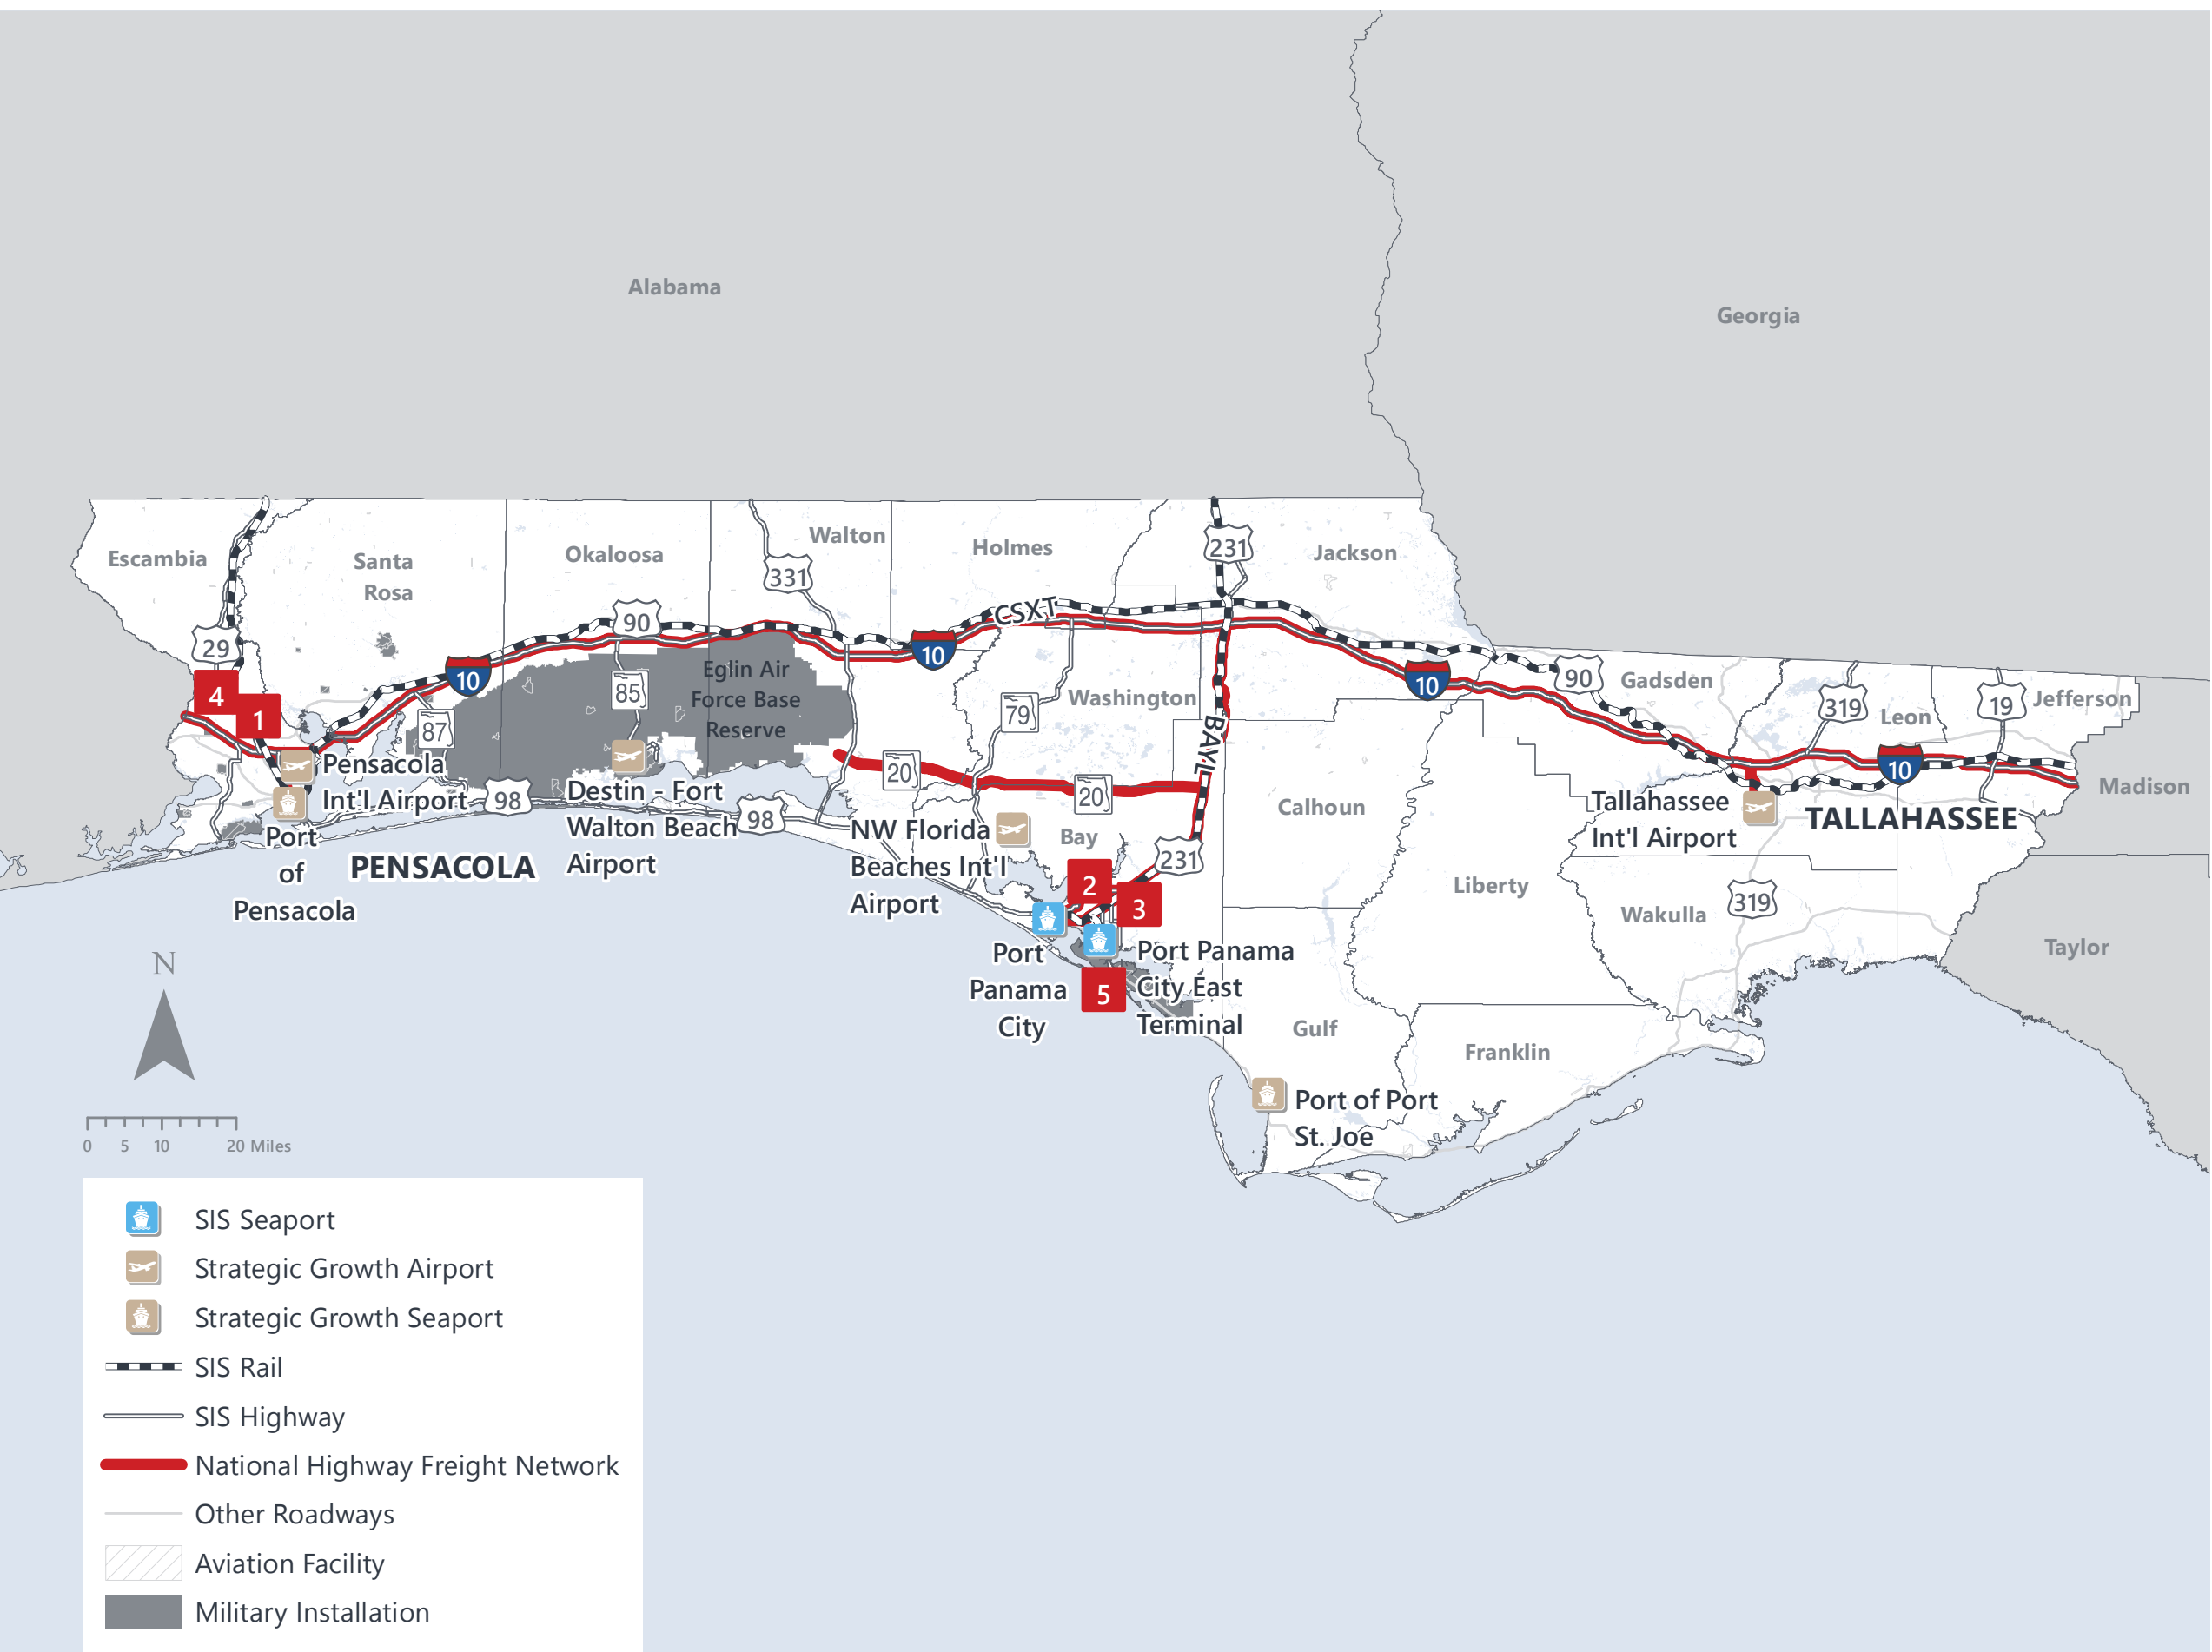 Alabama
Georgia
Escambia
Santa
Rosa
Okaloosa
Walton
Holmes
Jackson
331
231
29
90
CSXT
10
10
10
90
Eglin Air
Force Base
Reserve
Washington
Gadsden
Leon
Jefferson
4
1
87
85
79
BAYL
319
19
20
20
10
Madison
Pensacola
Int'l Airport
98
Destin - Fort
Walton Beach
Airport
98
NW Florida
Beaches Int'l
Airport
Bay
Calhoun
Tallahassee
Int'l Airport
TALLAHASSEE
Port
of
Pensacola
PENSACOLA
231
2
3
Liberty
Wakulla
319
Taylor
Port
Panama
City
Port Panama
City East
Terminal
5
Gulf
Franklin
Port of Port
St. Joe
N
0 5 10 20 Miles
SIS Seaport
Strategic Growth Airport
Strategic Growth Seaport
SIS Rail
SIS Highway
National Highway Freight Network
Other Roadways
Aviation Facility
Military Installation